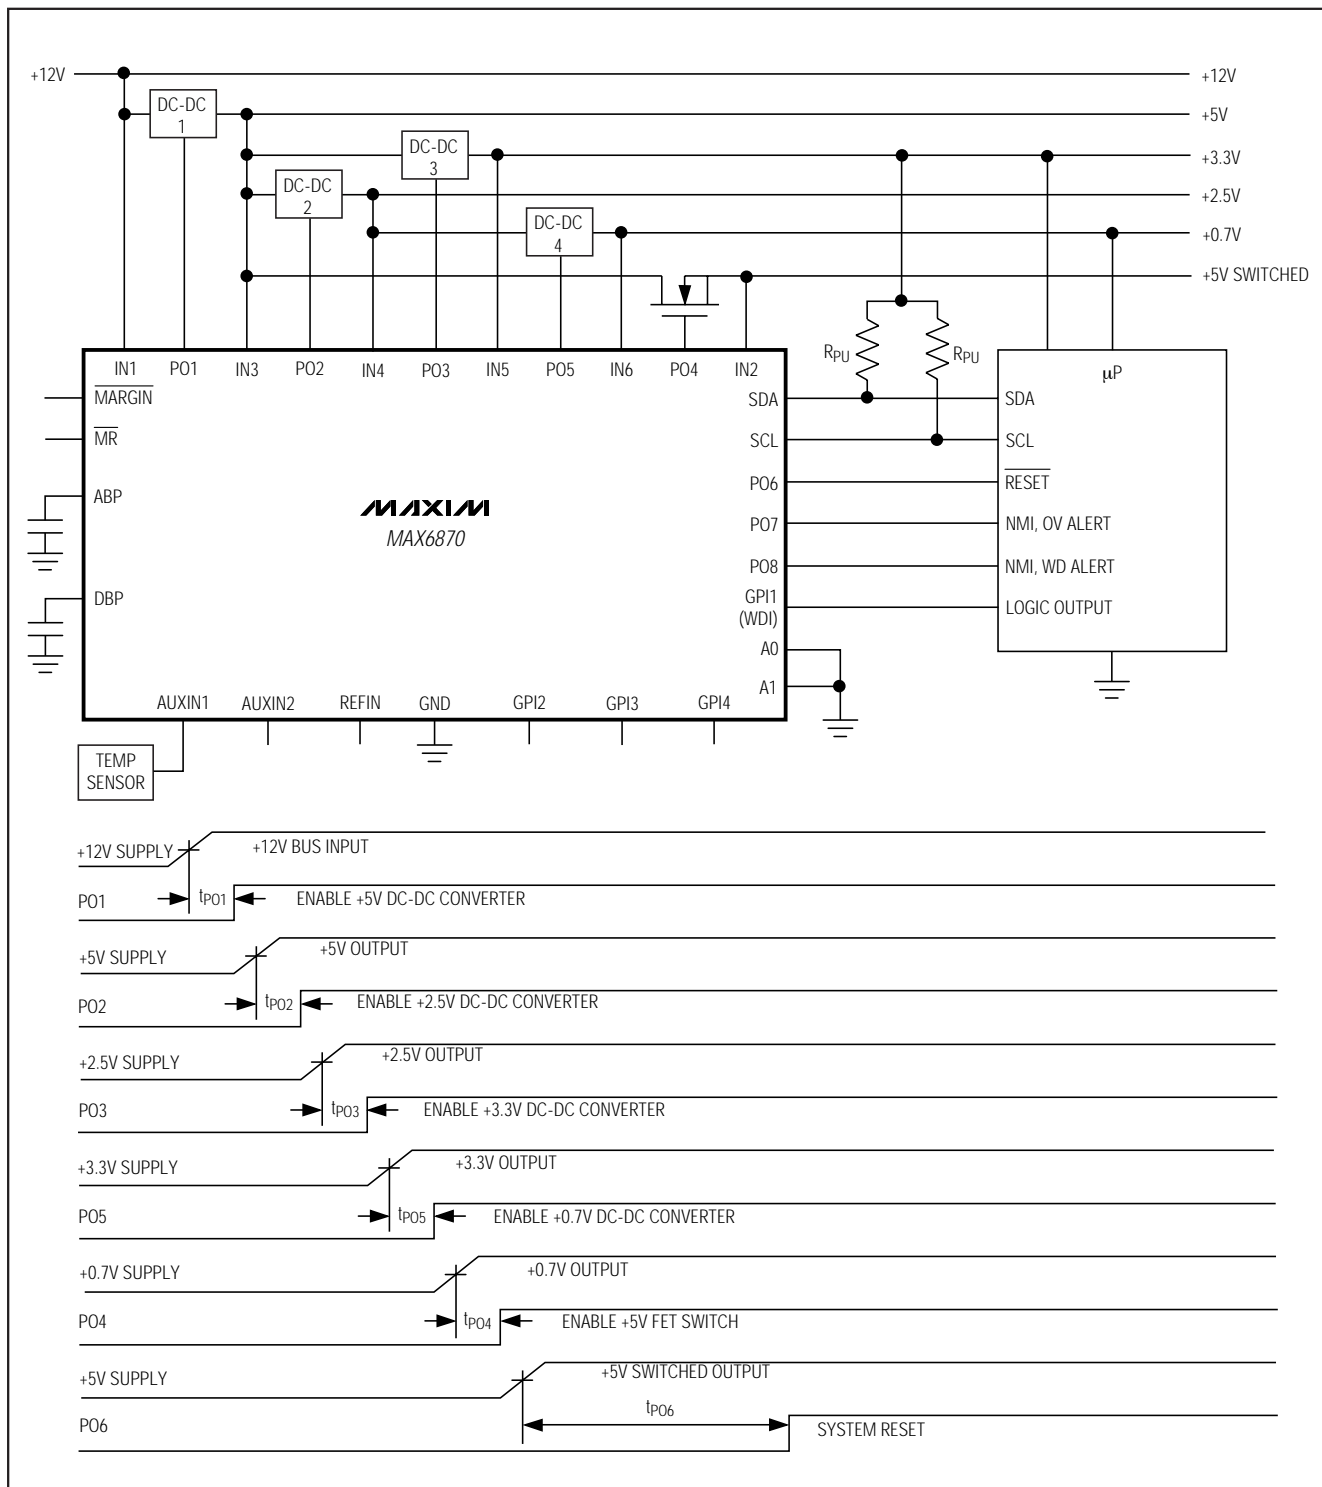 +12V
+12V
DC-DC
1
+5V
DC-DC
3
+3.3V
DC-DC
2
+2.5V
DC-DC
4
+0.7V
+5V SWITCHED
RPU
RPU
IN1 PO1 IN3 PO2 IN4 PO3 IN5 PO5 IN6 PO4 IN2
μP
MARGIN
SDA
SDA
MR
SCL
SCL
ABP
PO6
RESET
MAXIM
MAX6870
PO7
NMI, OV ALERT
PO8
NMI, WD ALERT
DBP
GPI1
(WDI)
LOGIC OUTPUT
A0
A1
AUXIN1 AUXIN2 REFIN GND GPI2 GPI3 GPI4
TEMP
SENSOR
+12V SUPPLY
+12V BUS INPUT
PO1
tPO1
ENABLE +5V DC-DC CONVERTER
+5V SUPPLY
+5V OUTPUT
PO2
tPO2
ENABLE +2.5V DC-DC CONVERTER
+2.5V SUPPLY
+2.5V OUTPUT
PO3
tPO3
ENABLE +3.3V DC-DC CONVERTER
+3.3V SUPPLY
+3.3V OUTPUT
PO5
tPO5
ENABLE +0.7V DC-DC CONVERTER
+0.7V SUPPLY
+0.7V OUTPUT
PO4
tPO4
ENABLE +5V FET SWITCH
+5V SUPPLY
+5V SWITCHED OUTPUT
PO6
tPO6
SYSTEM RESET